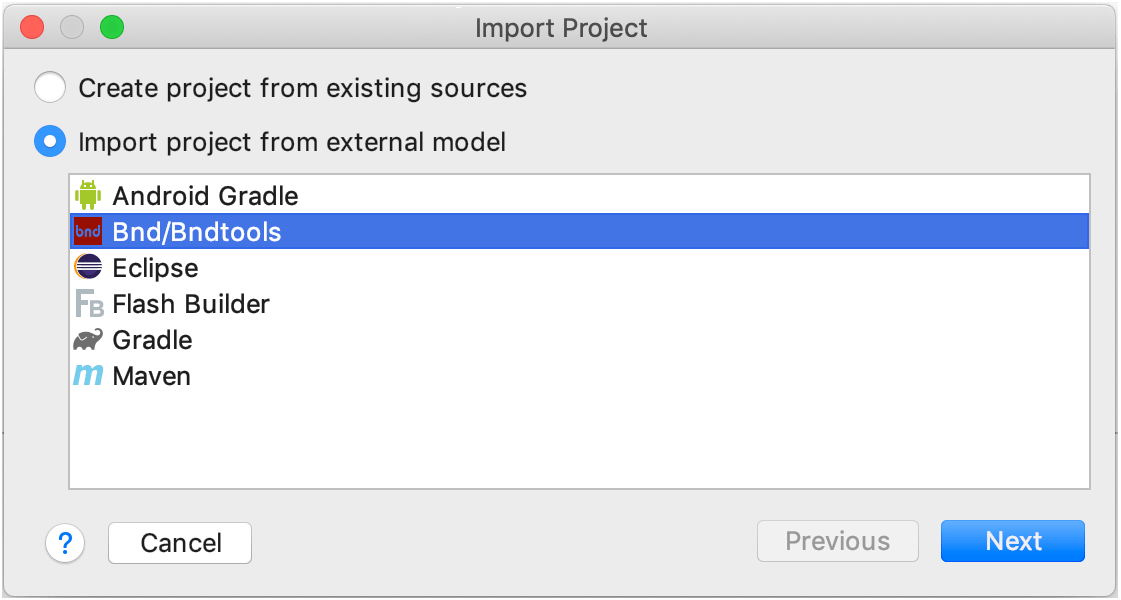 Import Project
Create project from existing sources
Import project from external model
Android Gradle
bnd Bnd/Bndtools
Eclipse
FB Flash Builder
Gradle
m Maven
? Cancel Previous Next